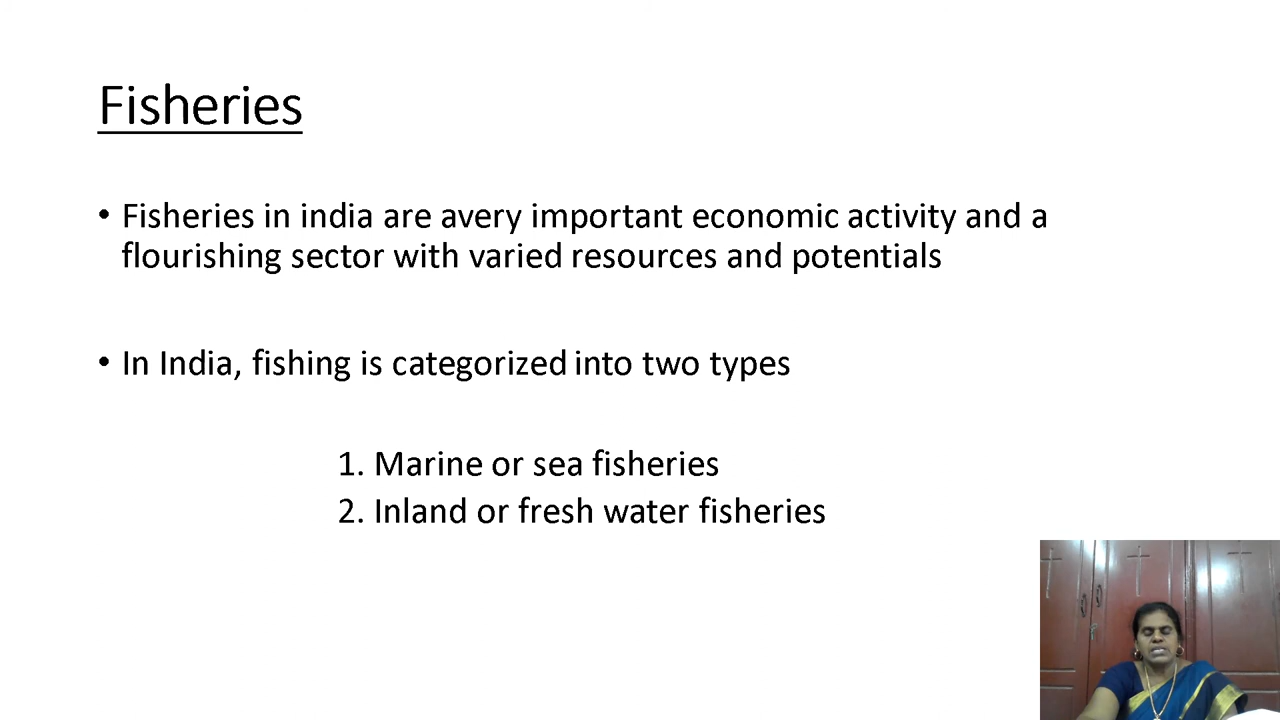 Fisheries
• Fisheries in india are avery important economic activity and a
flourishing sector with varied resources and potentials
• In India, fishing is categorized into two types
1. Marine or sea fisheries
2. Inland or fresh water fisheries